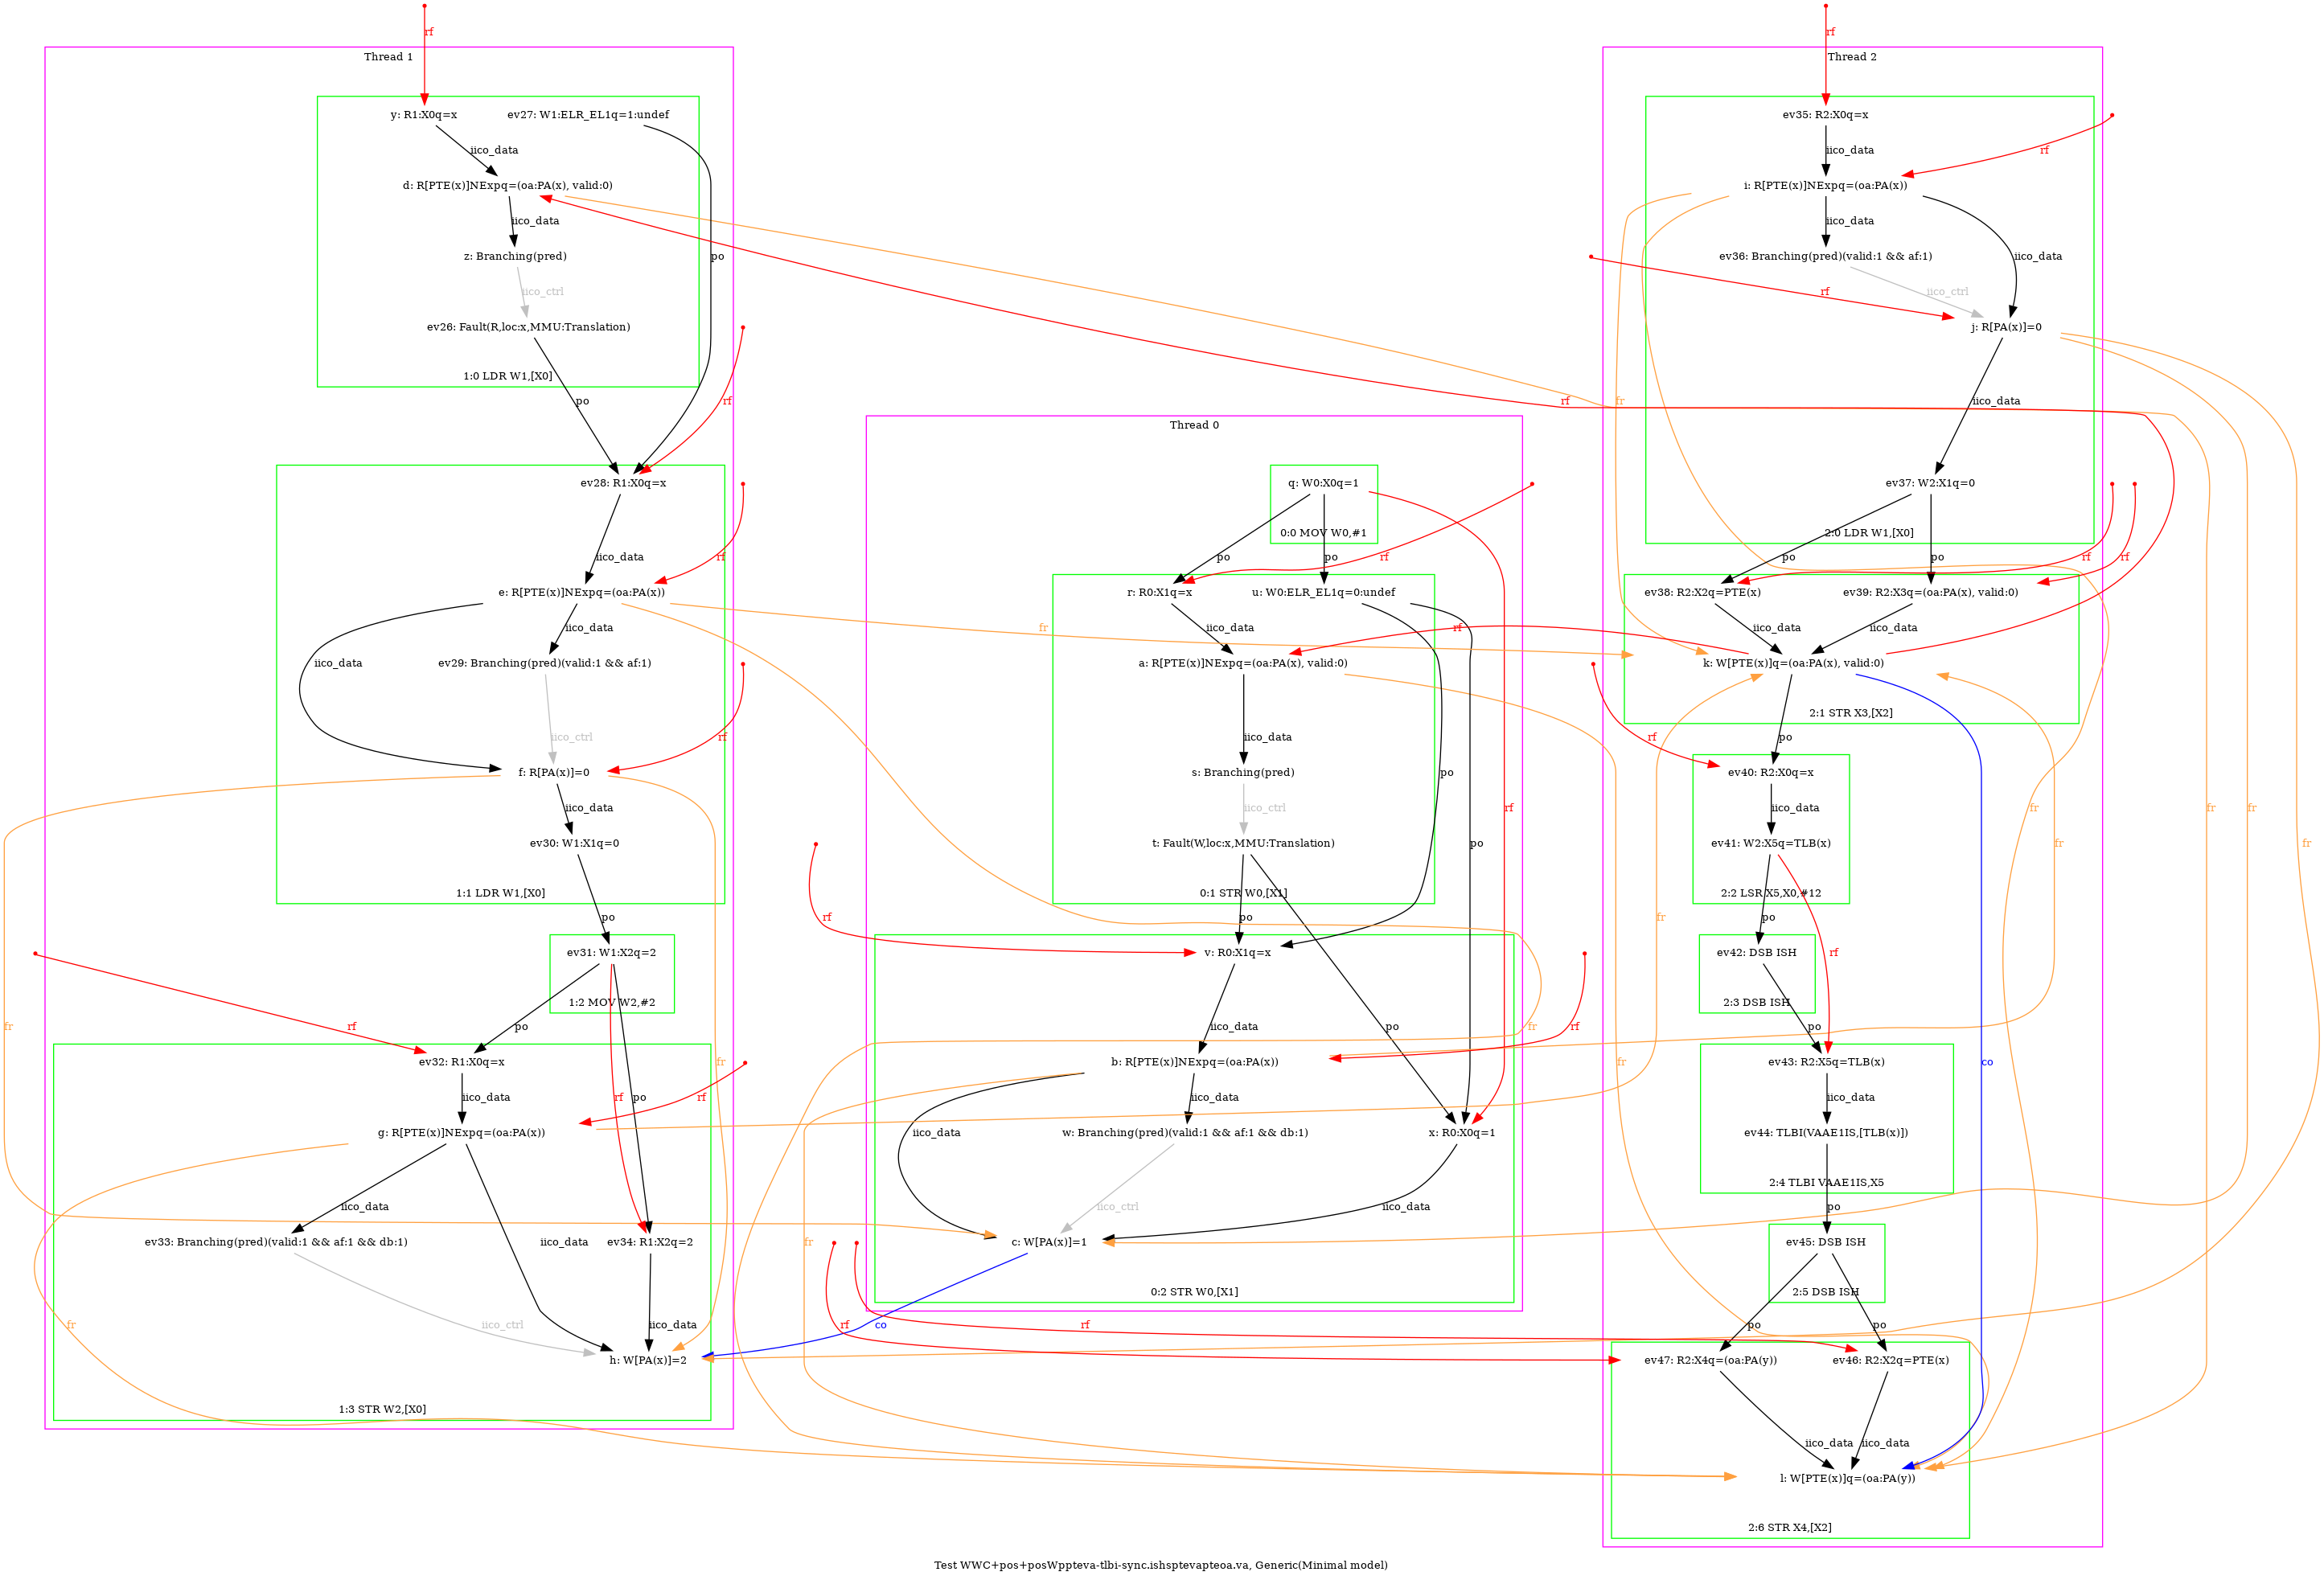 rf
rf
Thread 1
Thread 2
y: R1:X0q=x
ev27: W1:ELR_EL1q=1:undef
ev35: R2:X0q=x
iico_data
iico_data
rf
d: R[PTE(x)]NExpq=(oa:PA(x), valid:0)
i: R[PTE(x)]NExpq=(oa:PA(x))
iico_data
iico_data
z: Branching(pred)
po
ev36: Branching(pred)(valid:1 && af:1)
iico_data
iico_ctrl
rf
iico_ctrl
ev26: Fault(R,loc:x,MMU:Translation)
j: R[PA(x)]=0
1:0 LDR W1,[X0]
po
rf
rf
fr
iico_data
Thread 0
ev28: R1:X0q=x
q: W0:X0q=1
ev37: W2:X1q=0
0:0 MOV W0,#1
2:0 LDR W1,[X0]
iico_data
rf
po
po
rf
po
po
rf
rf
e: R[PTE(x)]NExpq=(oa:PA(x))
r: R0:X1q=x
u: W0:ELR_EL1q=0:undef
ev38: R2:X2q=PTE(x)
ev39: R2:X3q=(oa:PA(x), valid:0)
iico_data
fr
iico_data
rf
iico_data
iico_data
iico_data
ev29: Branching(pred)(valid:1 && af:1)
a: R[PTE(x)]NExpq=(oa:PA(x), valid:0)
k: W[PTE(x)]q=(oa:PA(x), valid:0)
2:1 STR X3,[X2]
iico_ctrl
rf
iico_data
rf
po
f: R[PA(x)]=0
s: Branching(pred)
po
ev40: R2:X0q=x
iico_data
iico_ctrl
rf
iico_data
fr
fr
fr
fr
fr
ev30: W1:X1q=0
t: Fault(W,loc:x,MMU:Translation)
po
ev41: W2:X5q=TLB(x)
1:1 LDR W1,[X0]
0:1 STR W0,[X1]
2:2 LSR X5,X0,#12
po
rf
po
fr
po
ev31: W1:X2q=2
v: R0:X1q=x
ev42: DSB ISH
rf
1:2 MOV W2,#2
2:3 DSB ISH
fr
rf
po
iico_data
po
fr
rf
po
ev32: R1:X0q=x
b: R[PTE(x)]NExpq=(oa:PA(x))
fr
ev43: R2:X5q=TLB(x)
co
iico_data
rf
po
fr
rf
iico_data
iico_data
g: R[PTE(x)]NExpq=(oa:PA(x))
iico_data
w: Branching(pred)(valid:1 && af:1 && db:1)
x: R0:X0q=1
ev44: TLBI(VAAE1IS,[TLB(x)])
2:4 TLBI VAAE1IS,X5
iico_data
iico_ctrl
iico_data
po
ev33: Branching(pred)(valid:1 && af:1 && db:1)
iico_data
ev34: R1:X2q=2
fr
c: W[PA(x)]=1
ev45: DSB ISH
0:2 STR W0,[X1]
2:5 DSB ISH
fr
iico_ctrl
iico_data
rf
co
rf
po
po
h: W[PA(x)]=2
ev47: R2:X4q=(oa:PA(y))
ev46: R2:X2q=PTE(x)
1:3 STR W2,[X0]
iico_data
iico_data
l: W[PTE(x)]q=(oa:PA(y))
2:6 STR X4,[X2]
Test WWC+pos+posWppteva-tlbi-sync.ishsptevapteoa.va, Generic(Minimal model)